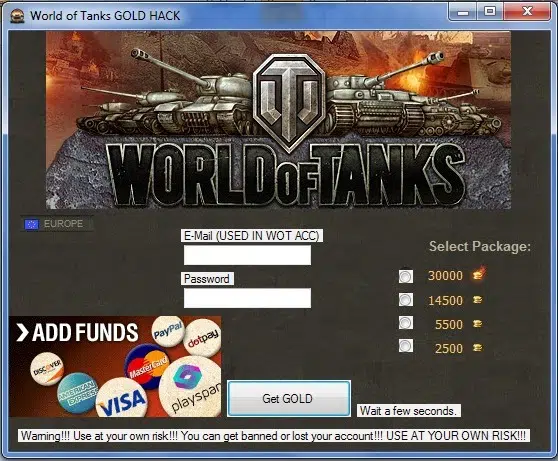 World of Tanks GOLD HACK
WORLD OF TANKS
EUROPE
E-Mail (USED IN WOT ACC)
Select Package:
30000
Password
14500
5500
2500
ADD FUNDS
PayPal
dotpay
DISCOVER
MasterCard
AMERICAN EXPRESS
VISA
playspan
Get GOLD
Wait a few seconds.
Warning!!! Use at your own risk!!! You can get banned or lost your account!!! USE AT YOUR OWN RISK!!!